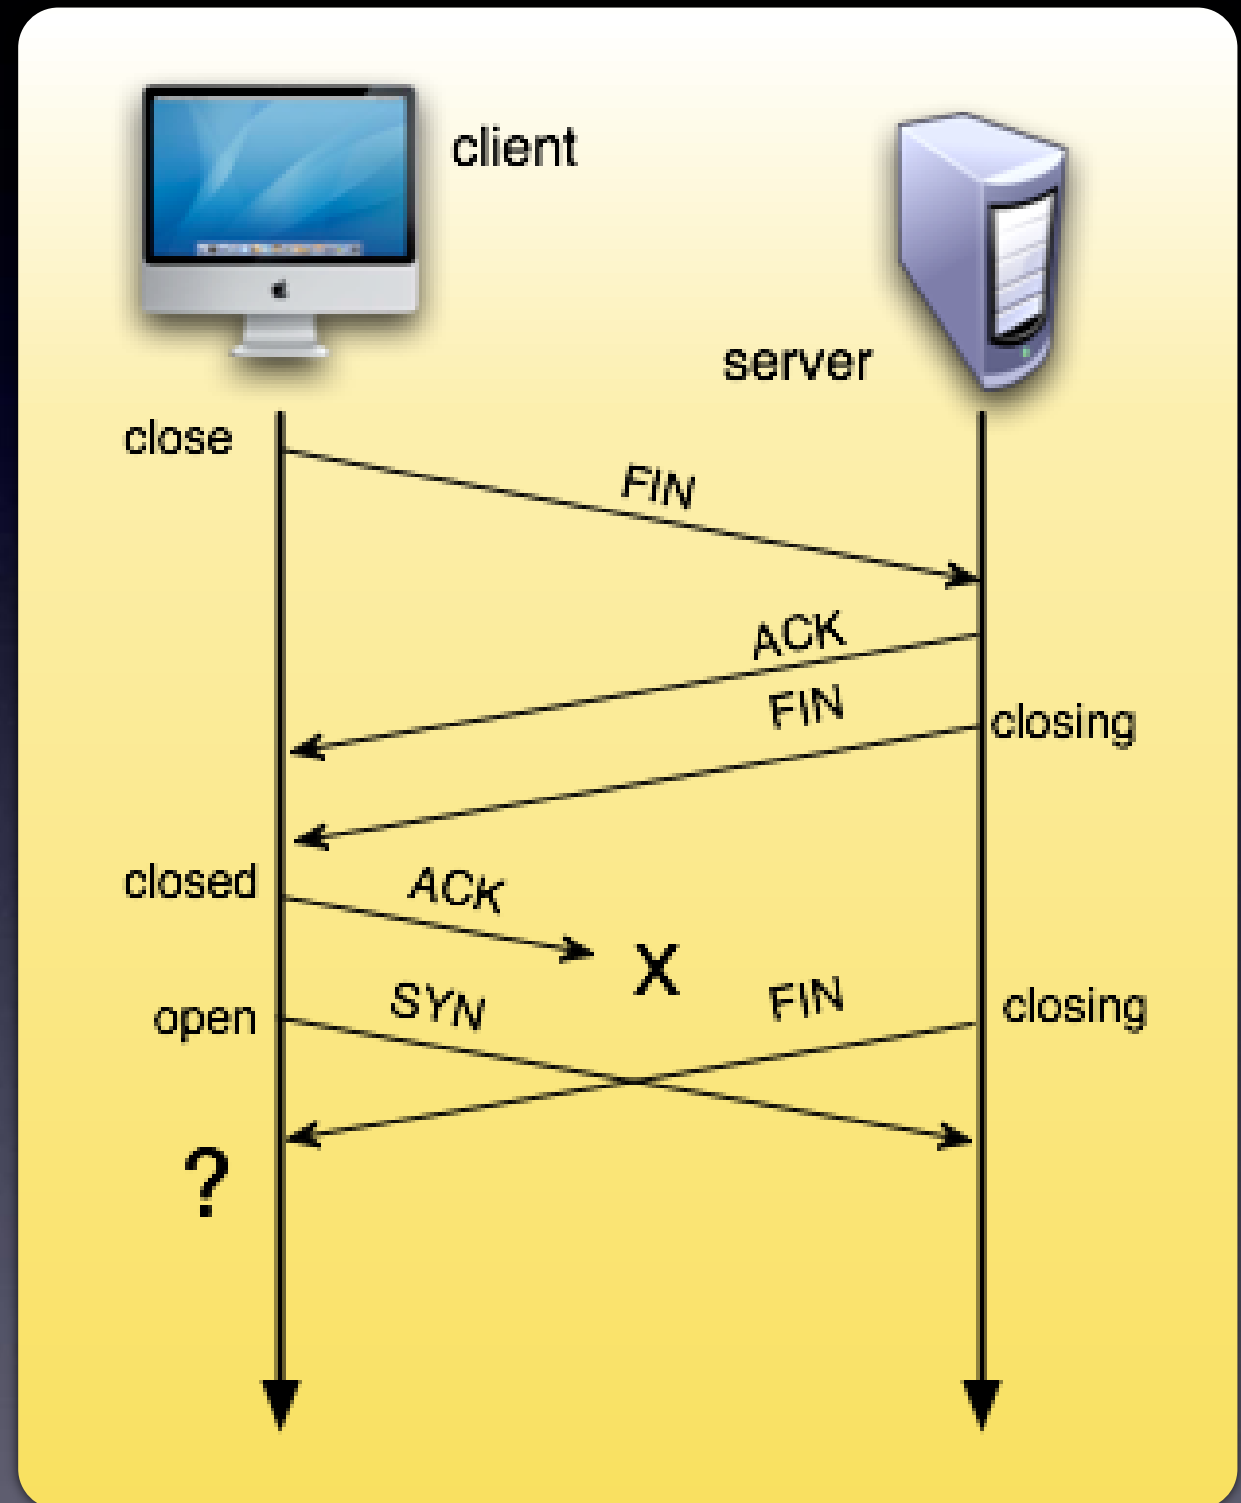 client
server
close
FIN
ACK
FIN
closing
closed
ACK
X
open
SYN
FIN
closing
?